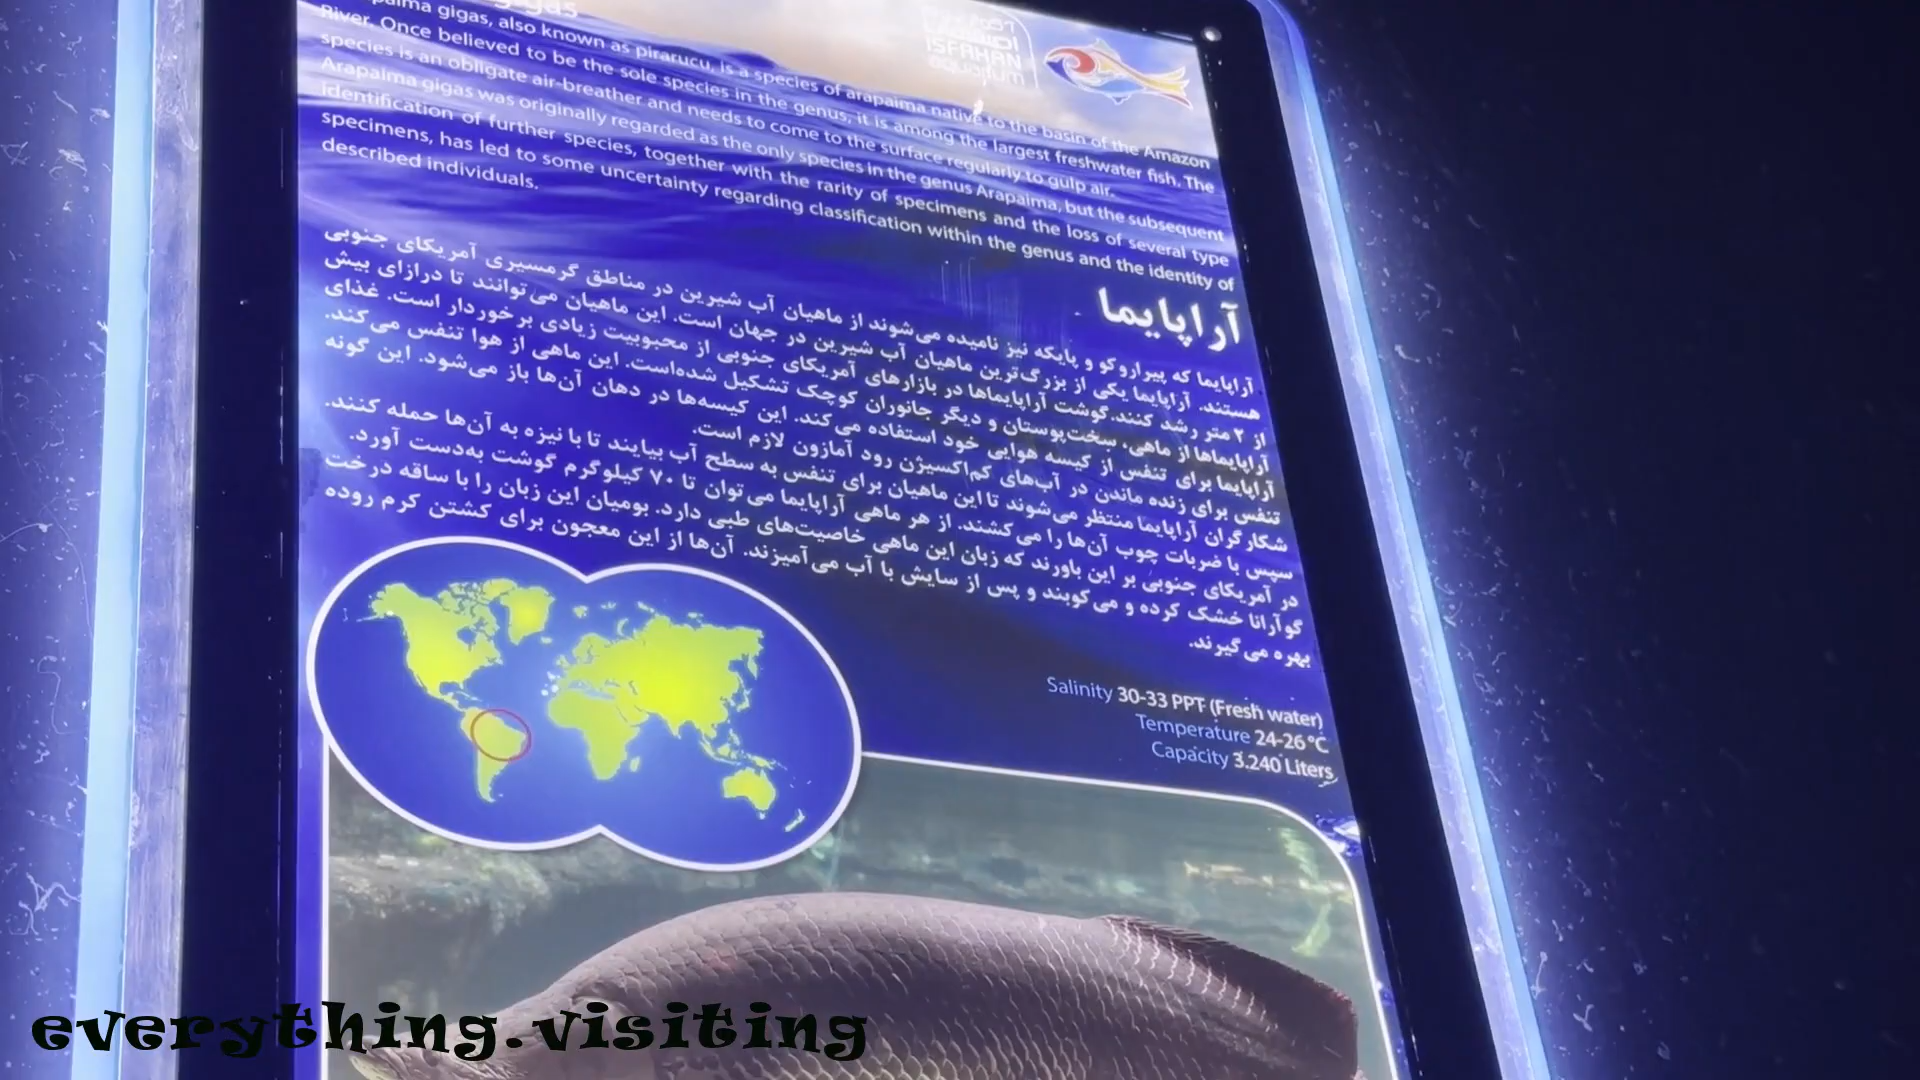 gigas
اصفهان
ISFAHAN
aquarium
Arapaima gigas, also known as pirarucu, is a species of arapaima native to the basin of the Amazon
River. Once believed to be the sole species in the genus, it is among the largest freshwater fish. The
species is an obligate air-breather and needs to come to the surface regularly to gulp air.
Arapaima gigas was originally regarded as the only species in the genus Arapaima, but the subsequent
identification of further species, together with the rarity of specimens and the loss of several type
specimens, has led to some uncertainty regarding classification within the genus and the identity of
described individuals.
آراپایما
آراپایما که پیراروکو و پایکه نیز نامیده می‌شوند از ماهیان آب شیرین در مناطق گرمسیری آمریکای جنوبی
هستند. آراپایما یکی از بزرگ‌ترین ماهیان آب شیرین در جهان است. این ماهیان می‌توانند تا درازای بیش
از ۲ متر رشد کنند.گوشت آراپایماها در بازارهای آمریکای جنوبی از محبوبیت زیادی برخوردار است. غذای
آراپایماها از ماهی، سخت‌پوستان و دیگر جانوران کوچک تشکیل شده‌است. این ماهی از هوا تنفس می‌کند.
آراپایما برای تنفس از کیسه هوایی خود استفاده می‌کند. این کیسه‌ها در دهان آن‌ها باز می‌شود. این گونه
تنفس برای زنده ماندن در آب‌های کم‌اکسیژن رود آمازون لازم است.
شکارگران آراپایما منتظر می‌شوند تا این ماهیان برای تنفس به سطح آب بیایند تا با نیزه به آن‌ها حمله کنند.
سپس با ضربات چوب آن‌ها را می‌کشند. از هر ماهی آراپایما می‌توان تا ۷۰ کیلوگرم گوشت به‌دست آورد.
در آمریکای جنوبی بر این باورند که زبان این ماهی خاصیت‌های طبی دارد. بومیان این زبان را با ساقه درخت
گوآرانا خشک کرده و می‌کوبند و پس از سایش با آب می‌آمیزند. آن‌ها از این معجون برای کشتن کرم روده
بهره می‌گیرند.
Salinity 30-33 PPT (Fresh water)
Temperature 24-26 °C
Capacity 3.240 Liters
everything.visiting